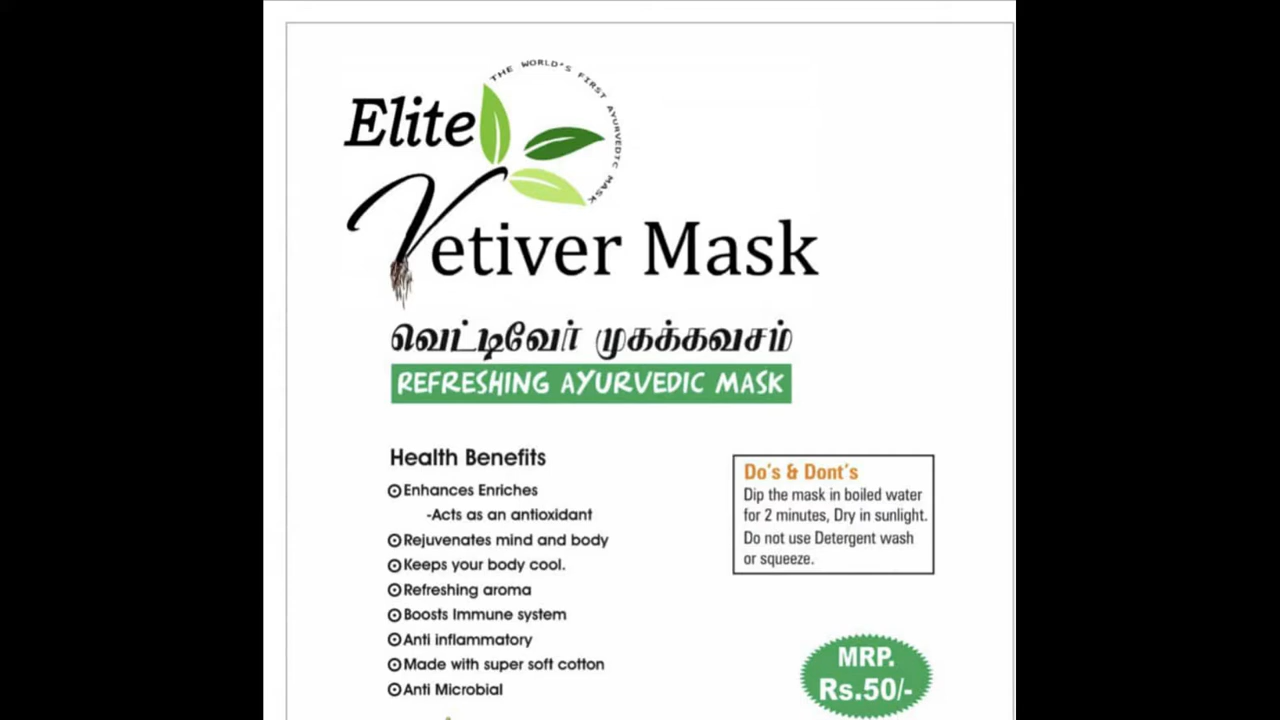 THE WORLD'S FIRST AYURVEDIC MASK
Elite
Vetiver Mask
வெட்டிவேர் முகக்கவசம்
REFRESHING AYURVEDIC MASK
Health Benefits
Enhances Enriches
-Acts as an antioxidant
Rejuvenates mind and body
Keeps your body cool.
Refreshing aroma
Boosts Immune system
Anti inflammatory
Made with super soft cotton
Anti Microbial
Do's & Dont's
Dip the mask in boiled water
for 2 minutes, Dry in sunlight.
Do not use Detergent wash
or squeeze.
MRP.
Rs.50/-